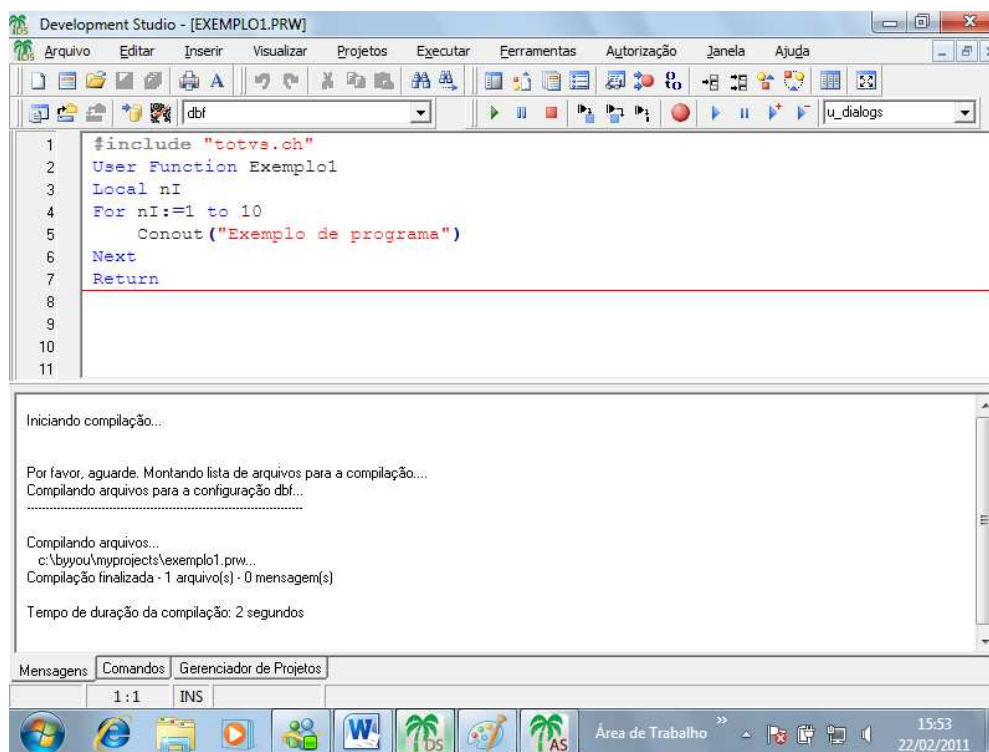 Development Studio - [EXEMPLO1.PRW]
Arquivo Editar Inserir Visualizar Projetos Executar Ferramentas Autorização Janela Ajuda
dbf u_dialogs
1 #include "totvs.ch"
2 User Function Exemplo1
3 Local nI
4 For nI:=1 to 10
5 Conout("Exemplo de programa")
6 Next
7 Return
8
9
10
11
Iniciando compilação...
Por favor, aguarde. Montando lista de arquivos para a compilação....
Compilando arquivos para a configuração dbf...
Compilando arquivos...
c:\byyou\myprojects\exemplo1.prw...
Compilação finalizada - 1 arquivo(s) - 0 mensagem(s)
Tempo de duração da compilação: 2 segundos
Mensagens Comandos Gerenciador de Projetos
1:1 INS
W IDS AS Área de Trabalho » 15:53
22/02/2011